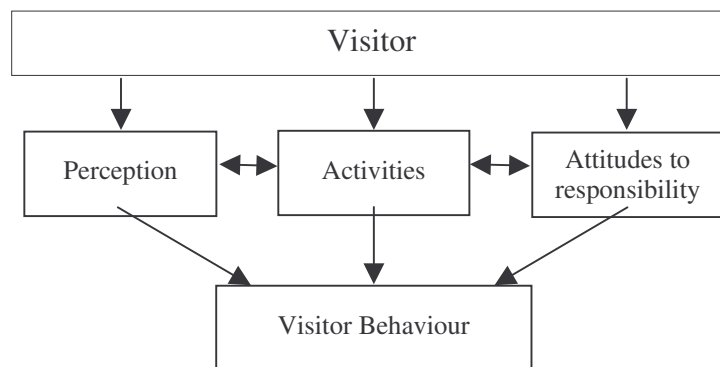 Visitor
Perception
Activities
Attitudes to
responsibility
Visitor Behaviour